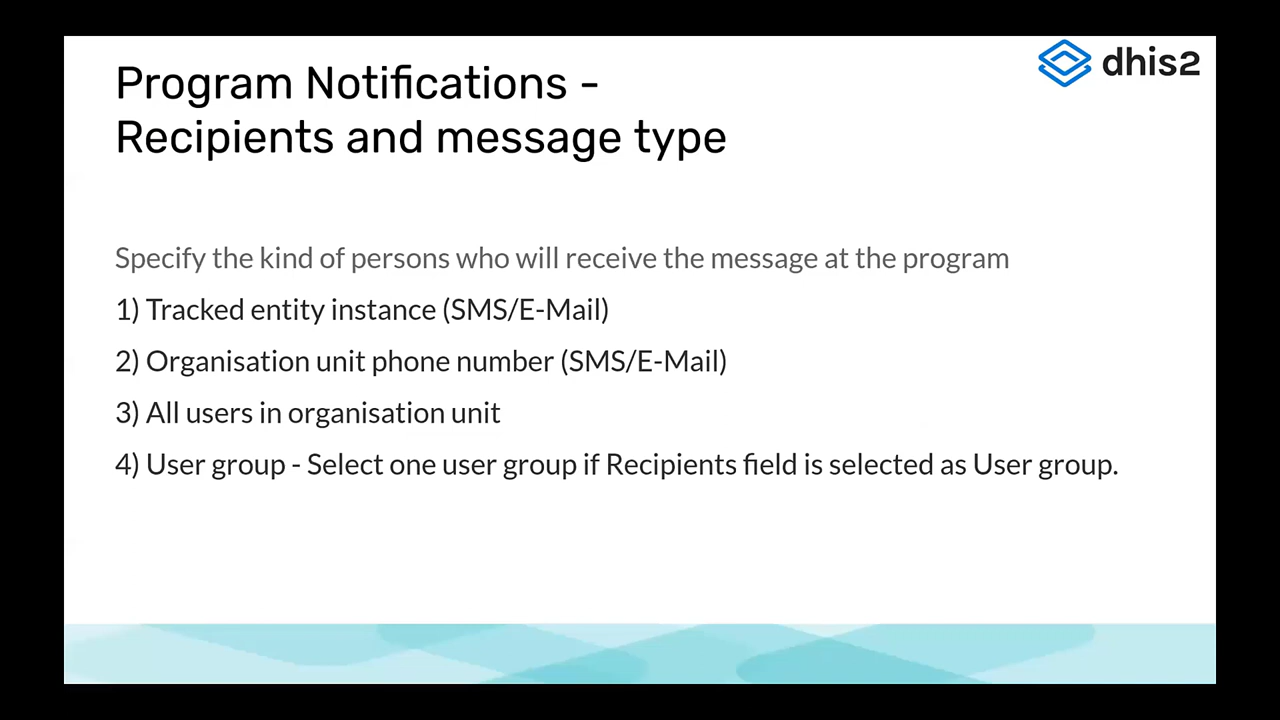 dhis2
Program Notifications -
Recipients and message type
Specify the kind of persons who will receive the message at the program
1) Tracked entity instance (SMS/E-Mail)
2) Organisation unit phone number (SMS/E-Mail)
3) All users in organisation unit
4) User group - Select one user group if Recipients field is selected as User group.